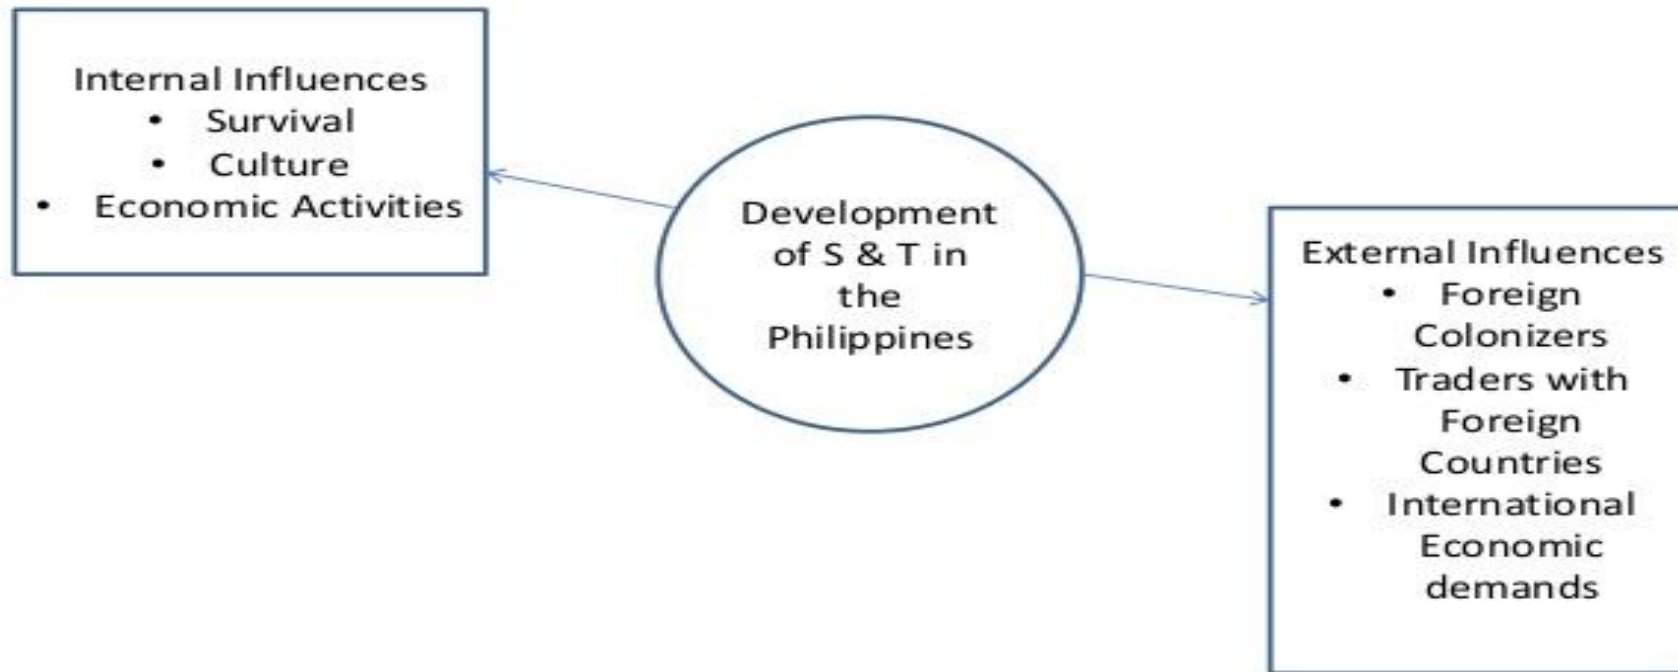 Internal Influences
• Survival
• Culture
• Economic Activities
Development
of S & T in
the
Philippines
External Influences
• Foreign
Colonizers
• Traders with
Foreign
Countries
• International
Economic
demands